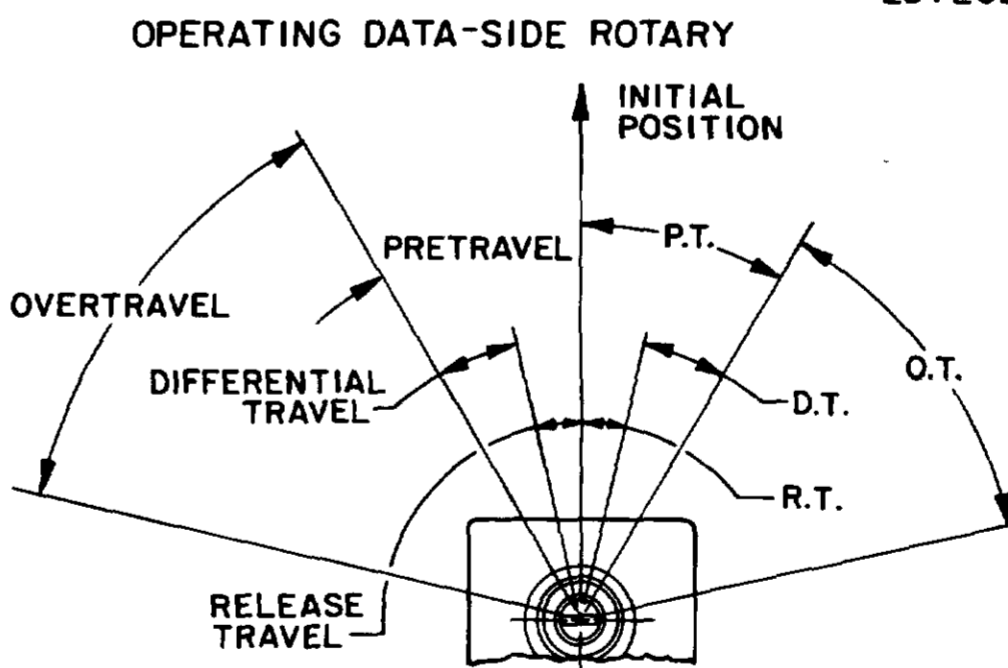 OPERATING DATA-SIDE ROTARY
INITIAL
POSITION
P.T.
PRETRAVEL
OVERTRAVEL
O.T.
DIFFERENTIAL
TRAVEL
D.T.
R.T.
RELEASE
TRAVEL